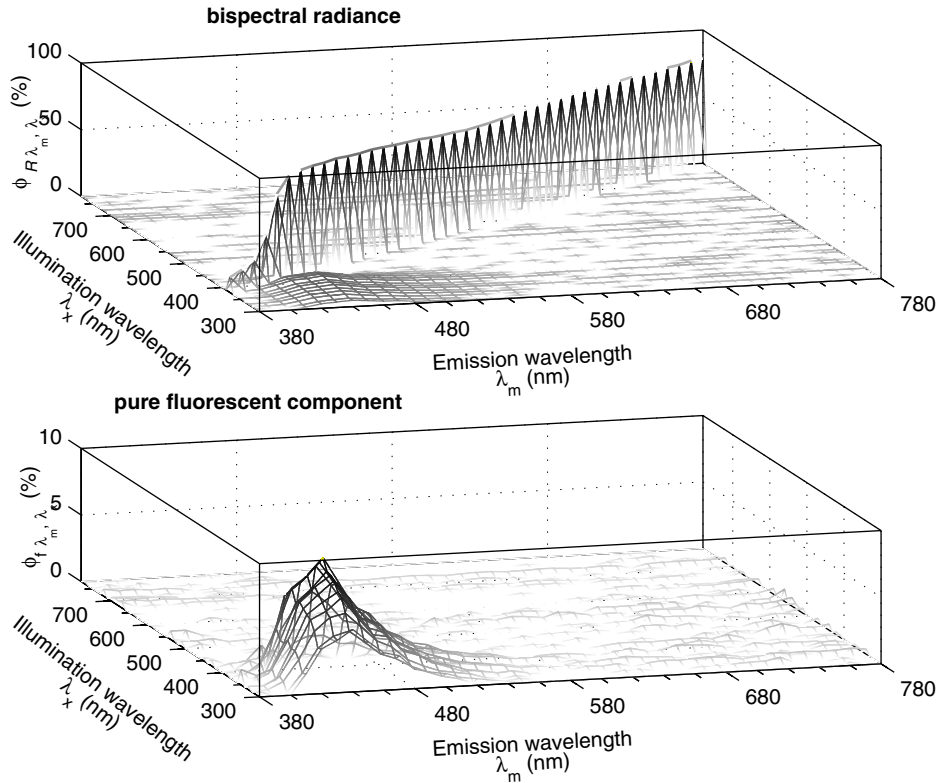 bispectral radiance
100
50
0
ϕ R λm, λ (%)
700
600
500
400
300
Illumination wavelength
λx (nm)
380
480
580
680
780
Emission wavelength
λm (nm)
pure fluorescent component
10
5
0
ϕ f λm, λ (%)
700
600
500
400
300
Illumination wavelength
λx (nm)
380
480
580
680
780
Emission wavelength
λm (nm)